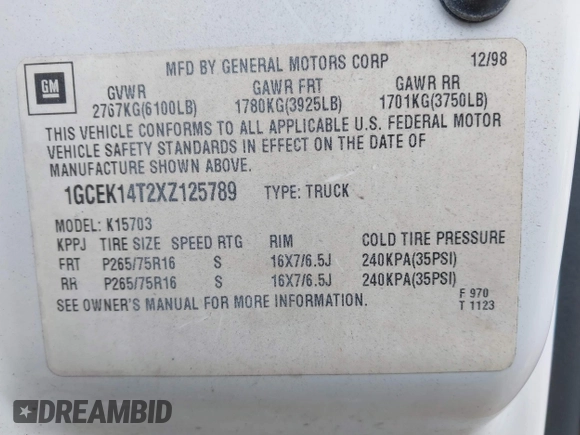 GM
MFD BY GENERAL MOTORS CORP 12/98
GVWR GAWR FRT GAWR RR
2767KG(6100LB) 1780KG(3925LB) 1701KG(3750LB)
THIS VEHICLE CONFORMS TO ALL APPLICABLE U.S. FEDERAL MOTOR
VEHICLE SAFETY STANDARDS IN EFFECT ON THE DATE OF
MANUFACTURE SHOWN ABOVE.
1GCEK14T2XZ125789 TYPE: TRUCK
MODEL: K15703
KPPJ TIRE SIZE SPEED RTG RIM COLD TIRE PRESSURE
FRT P265/75R16 S 16X7/6.5J 240KPA(35PSI)
RR P265/75R16 S 16X7/6.5J 240KPA(35PSI)
SEE OWNER'S MANUAL FOR MORE INFORMATION.
F 970
T 1123
DREAMBID